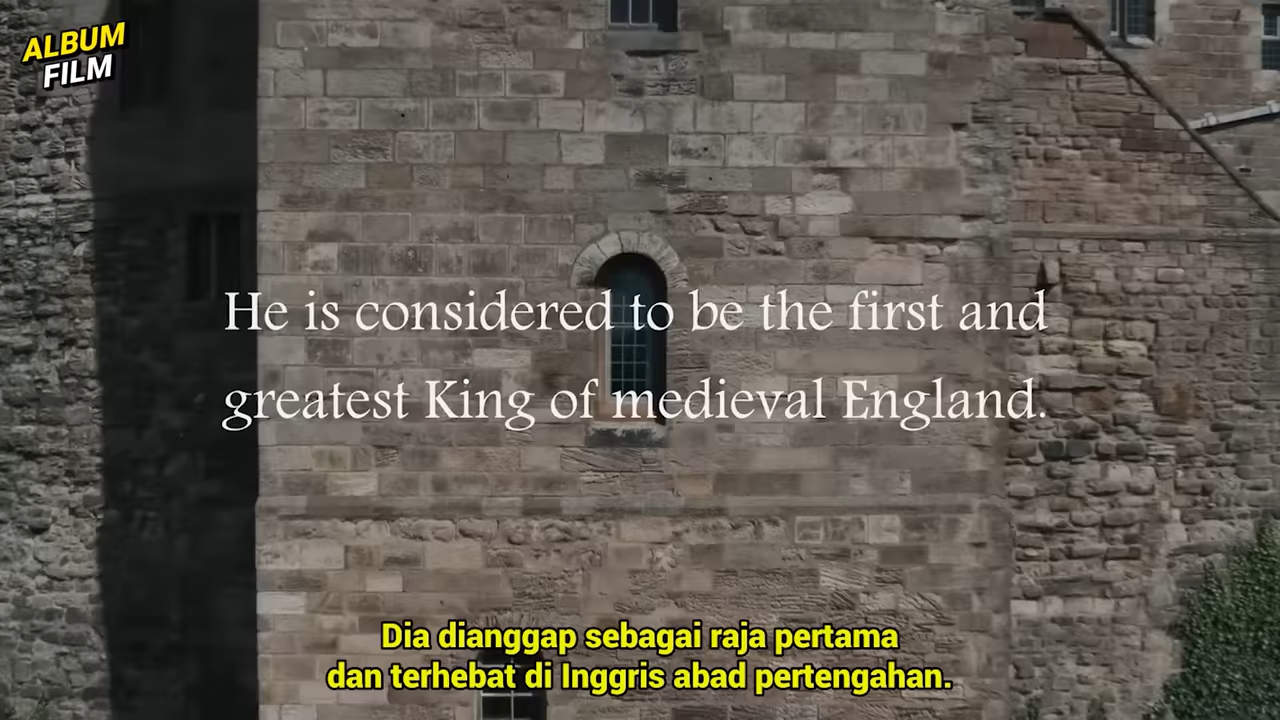 ALBUM
FILM
He is considered to be the first and
greatest King of medieval England.
Dia dianggap sebagai raja pertama
dan terhebat di Inggris abad pertengahan.